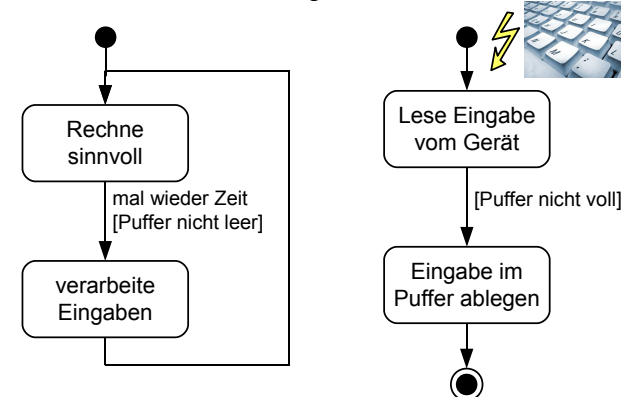 Rechne
sinnvoll
mal wieder Zeit
[Puffer nicht leer]
verarbeite
Eingaben
Lese Eingabe
vom Gerät
[Puffer nicht voll]
Eingabe im
Puffer ablegen